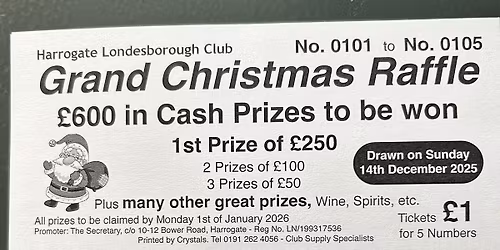 Harrogate Londesborough Club No. 0101 to No. 0105
Grand Christmas Raffle
£600 in Cash Prizes to be won
1st Prize of £250
2 Prizes of £100
3 Prizes of £50
Drawn on Sunday
14th December 2025
Plus many other great prizes, Wine, Spirits, etc.
All prizes to be claimed by Monday 1st of January 2026
Promoter: The Secretary, c/o 10-12 Bower Road, Harrogate - Reg No. LN/199317536
Printed by Crystals. Tel 0191 262 4056 - Club Supply Specialists
Tickets £1
for 5 Numbers